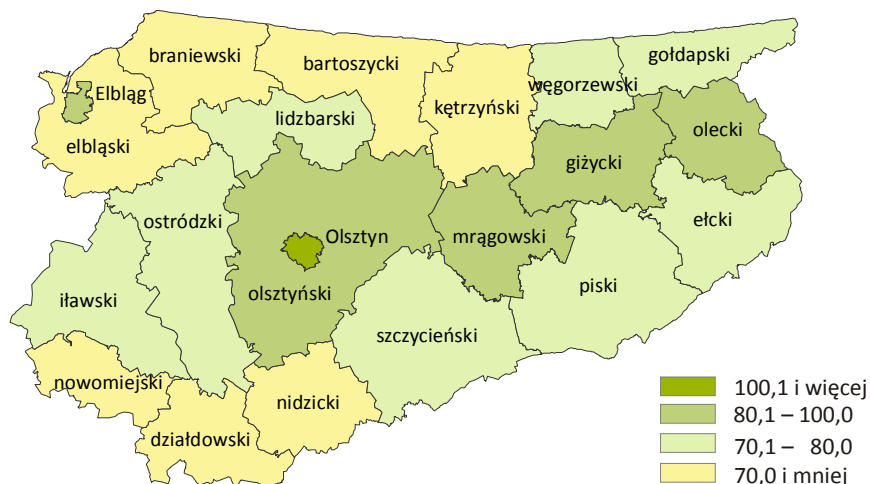 braniewski
bartoszycki
gołdapski
węgorzewski
Elbląg
kętrzyński
lidzbarski
olecki
elbląski
giżycki
ostródzki
ełcki
Olsztyn
mrągowski
iławski
olsztyński
piski
szczycieński
nowomiejski
nidzicki
działdowski
100,1 i więcej
80,1 – 100,0
70,1 – 80,0
70,0 i mniej